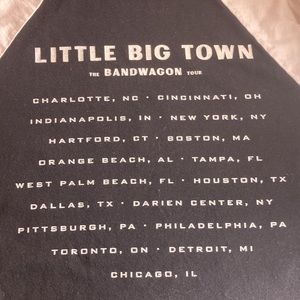 LITTLE BIG TOWN
THE BANDWAGON TOUR
CHARLOTTE, NC · CINCINNATI, OH
INDIANAPOLIS, IN · NEW YORK, NY
HARTFORD, CT · BOSTON, MA
ORANGE BEACH, AL · TAMPA, FL
WEST PALM BEACH, FL · HOUSTON, TX
DALLAS, TX · DARIEN CENTER, NY
PITTSBURGH, PA · PHILADELPHIA, PA
TORONTO, ON · DETROIT, MI
CHICAGO, IL